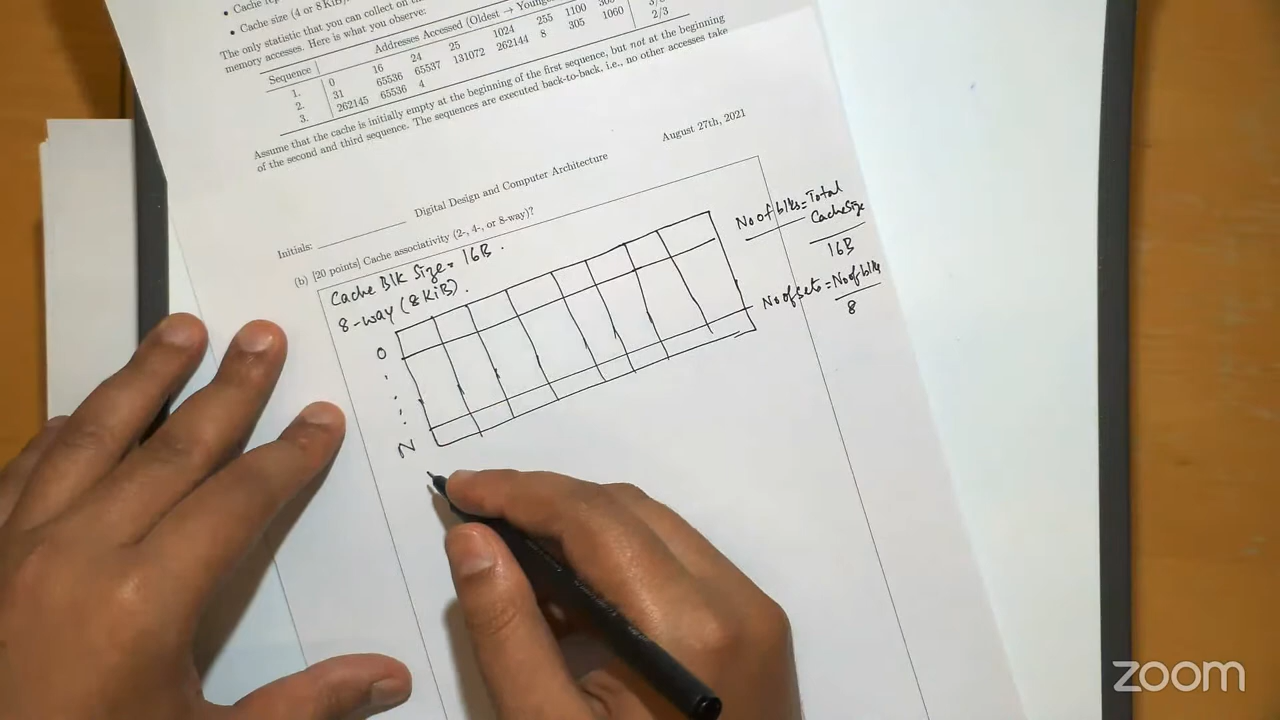 • Cache rep
• Cache size (4 or 8 KiB).
The only statistic that you can collect on
memory accesses. Here is what you observe:
Addresses Accessed (Oldest → Younge
Sequence
1. 0 16 24 25 1024 255 1100 30 3/
2. 31 65536 65537 131072 262144 8 305 1060 2/3
3. 262145 65536 4
Assume that the cache is initially empty at the beginning of the first sequence, but not at the beginning
of the second and third sequence. The sequences are executed back-to-back, i.e., no other accesses take
August 27th, 2021
Initials: Digital Design and Computer Architecture
(b) [20 points] Cache associativity (2-, 4-, or 8-way)?
Cache Blk Size = 16B.
8-way (8KiB).
0
N
No of blks = Total
Cache Size
16B
No of sets = No of blks
8
zoom